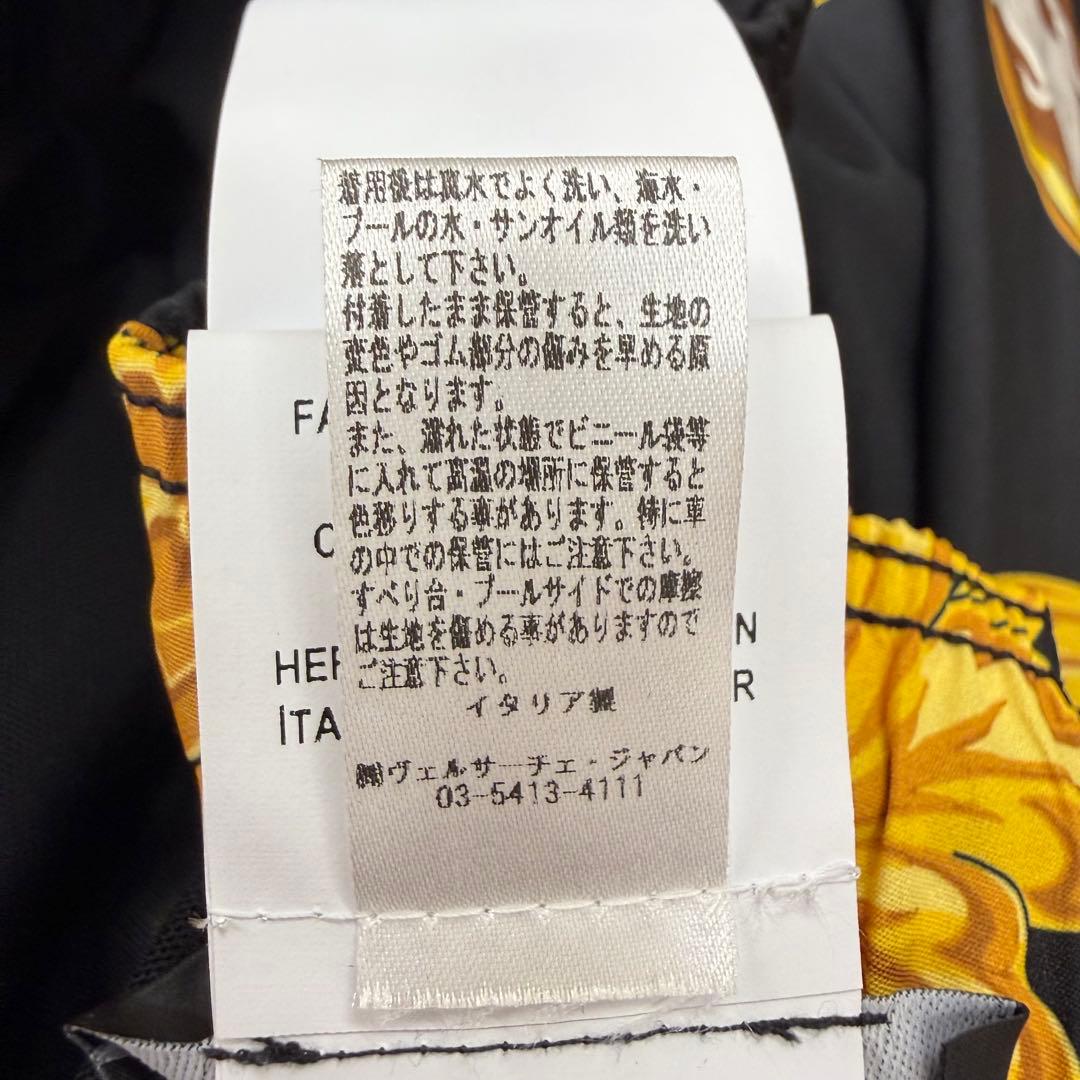 着用後は真水でよく洗い、海水・
プールの水・サンオイル類を洗い
落として下さい。
付着したまま保管すると、生地の
変色やゴム部分の傷みを早める原
因となります。
また、濡れた状態でビニール袋等
に入れて高温の場所に保管すると
色移りする事があります。特に車
の中での保管にはご注意下さい。
すべり台・プールサイドでの摩擦
は生地を傷める事がありますので
ご注意下さい。
イタリア製
㈱ヴェルサーチェ・ジャパン
03-5413-4111
FA
HER
N
İTA
R